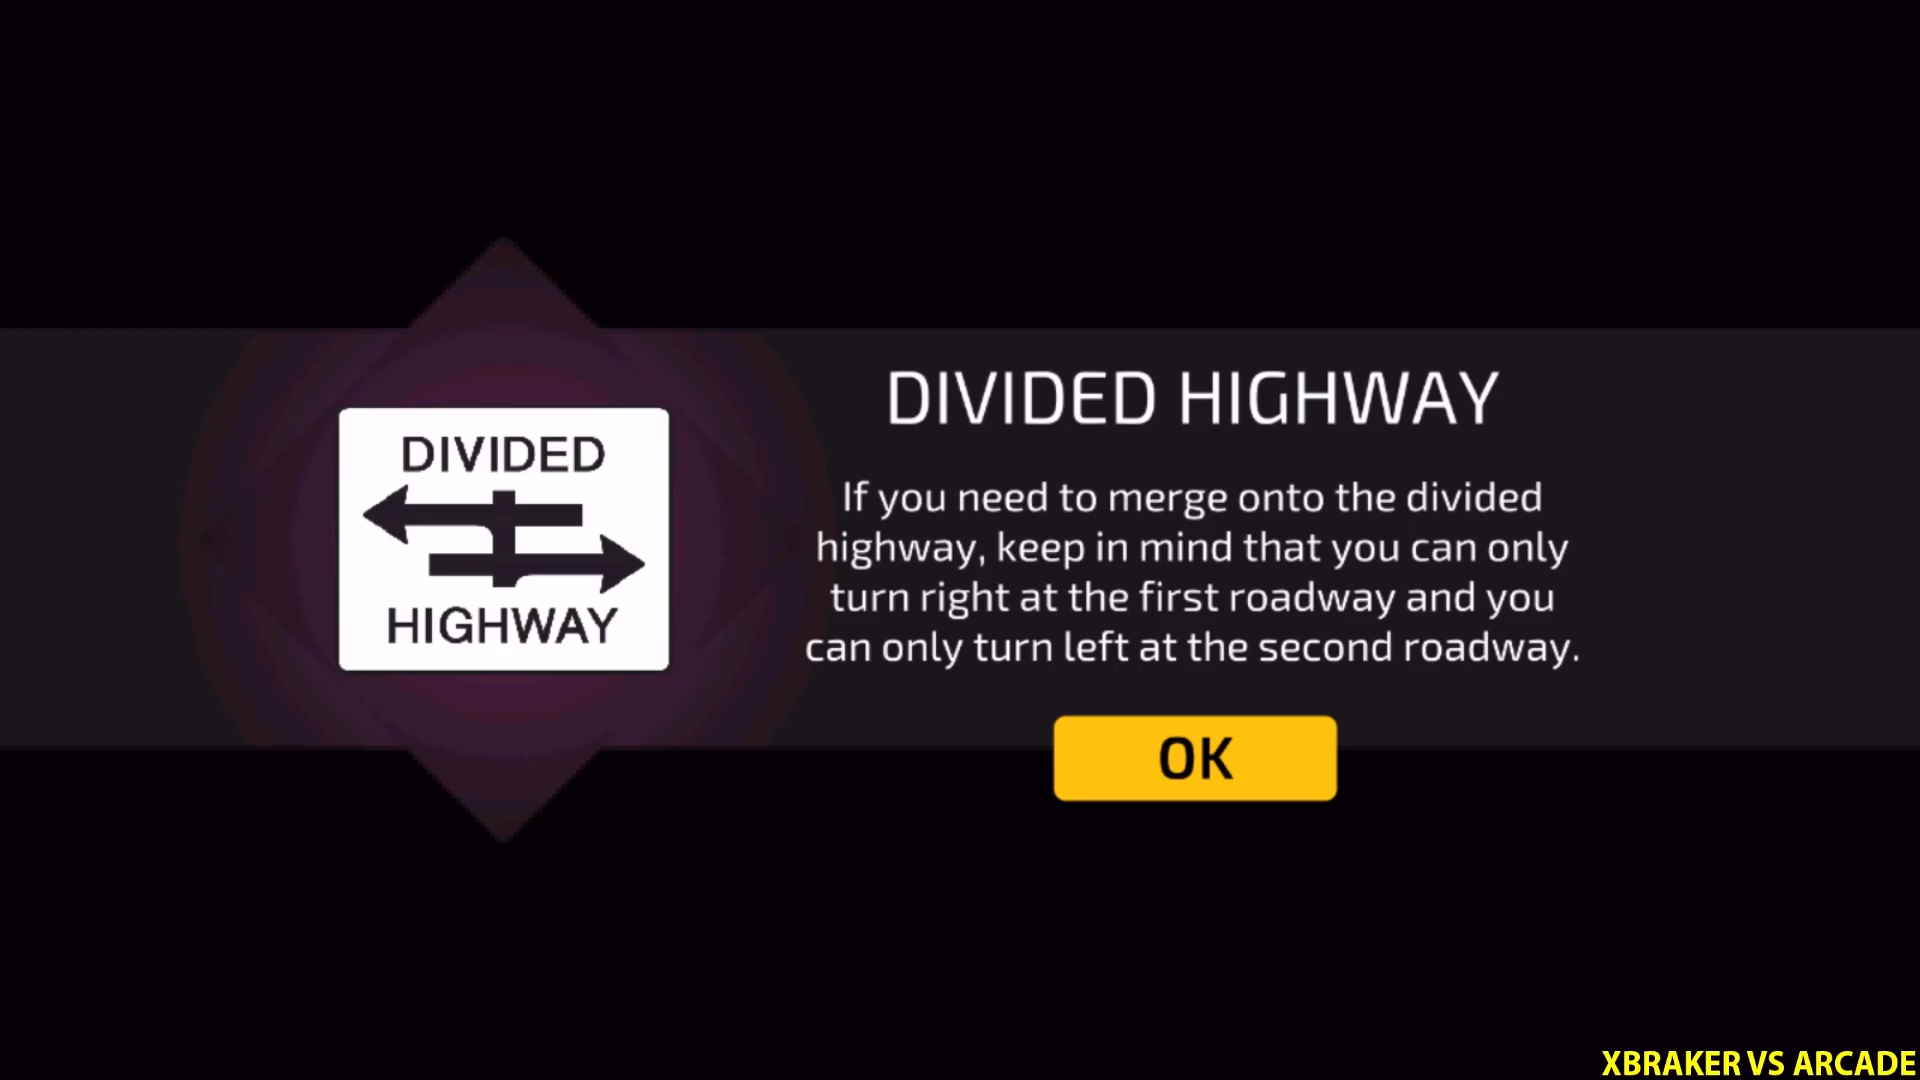 DIVIDED
HIGHWAY
DIVIDED HIGHWAY
If you need to merge onto the divided
highway, keep in mind that you can only
turn right at the first roadway and you
can only turn left at the second roadway.
OK
XBRAKER VS ARCADE